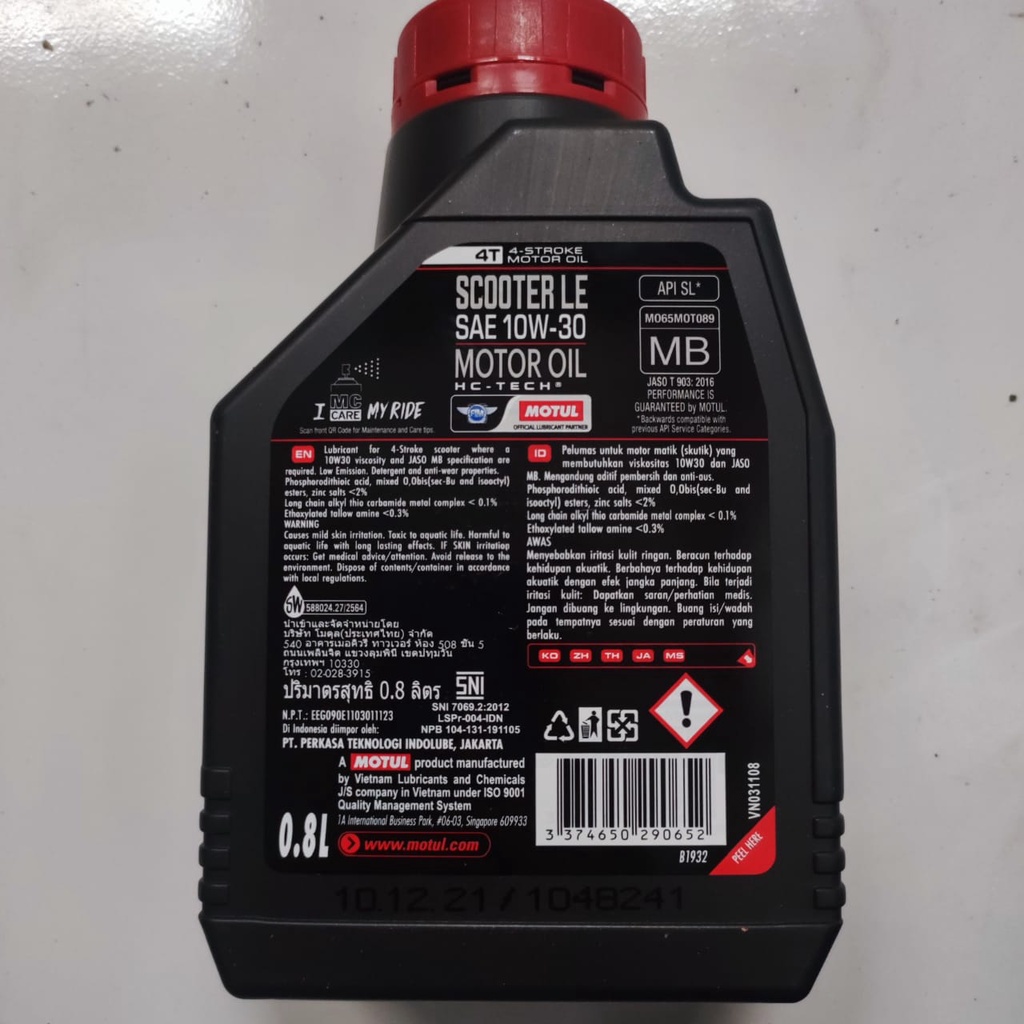 4T 4-STROKE
MOTOR OIL
SCOOTER LE
SAE 10W-30
MOTOR OIL
HC-TECH®
I MC CARE MY RIDE
Scan front QR Code for Maintenance and Care tips.
FIM MOTUL
OFFICIAL LUBRICANT PARTNER
API SL*
MO65MOT089
MB
JASO T 903: 2016
PERFORMANCE IS
GUARANTEED by MOTUL.
*Backwards compatible with
previous API Service Categories.
EN Lubricant for 4-Stroke scooter where a
10W30 viscosity and JASO MB specification are
required. Low Emission. Detergent and anti-wear properties.
Phosphorodithioic acid, mixed O,Obis(sec-Bu and isooctyl)
esters, zinc salts <2%
Long chain alkyl thio carbamide metal complex < 0.1%
Ethoxylated tallow amine <0.3%
WARNING
Causes mild skin irritation. Toxic to aquatic life. Harmful to
aquatic life with long lasting effects. IF SKIN irritation
occurs: Get medical advice/attention. Avoid release to the
environment. Dispose of contents/container in accordance
with local regulations.
ID Pelumas untuk motor matik (skutik) yang
membutuhkan viskositas 10W30 dan JASO
MB. Mengandung aditif pembersih dan anti-aus.
Phosphorodithioic acid, mixed O,Obis(sec-Bu and
isooctyl) esters, zinc salts <2%
Long chain alkyl thio carbamide metal complex < 0.1%
Ethoxylated tallow amine <0.3%
AWAS
Menyebabkan iritasi kulit ringan. Beracun terhadap
kehidupan akuatik. Berbahaya terhadap kehidupan
akuatik dengan efek jangka panjang. Bila terjadi
iritasi kulit: Dapatkan saran/perhatian medis.
Jangan dibuang ke lingkungan. Buang isi/wadah
pada tempatnya sesuai dengan peraturan yang
berlaku.
KO ZH TH JA MS
5W 588024.27/2564
นำเข้าและจัดจำหน่ายโดย
บริษัท โมตุล(ประเทศไทย) จำกัด
540 อาคารเมอคิวรี่ ทาวเวอร์ ห้อง 508 ชั้น 5
ถนนเพลินจิต แขวงลุมพินี เขตปทุมวัน
กรุงเทพฯ 10330
โทร : 02-028-3915
ปริมาตรสุทธิ 0.8 ลิตร
SNI
SNI 7069.2:2012
LSPr-004-IDN
NPB 104-131-191105
N.P.T.: EEG090E1103011123
Di Indonesia diimpor oleh:
PT. PERKASA TEKNOLOGI INDOLUBE, JAKARTA
A MOTUL product manufactured
by Vietnam Lubricants and Chemicals
J/S company in Vietnam under ISO 9001
Quality Management System
1A International Business Park, #06-03, Singapore 609933
0.8L
www.motul.com
3 374650 290652
B1932
VN031108
PEEL HERE
10.12.21 / 1048241